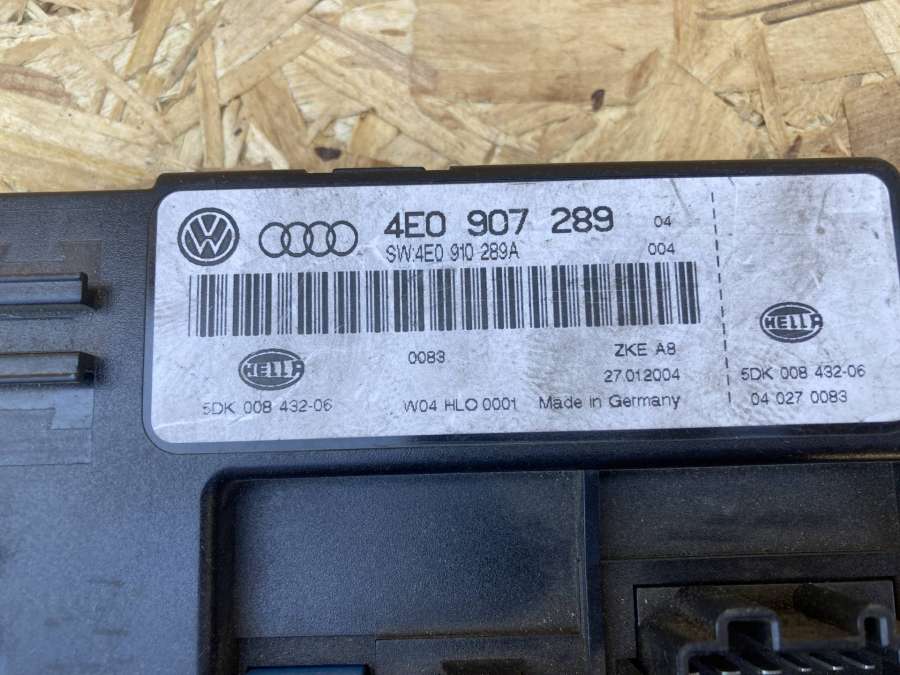 4E0 907 289 04
SW:4E0 910 289A 004
0083 ZKE A8
HELLA 27.01.2004
5DK 008 432-06 W04 HLO 0001 Made in Germany
HELLA
5DK 008 432-06
04 027 0083